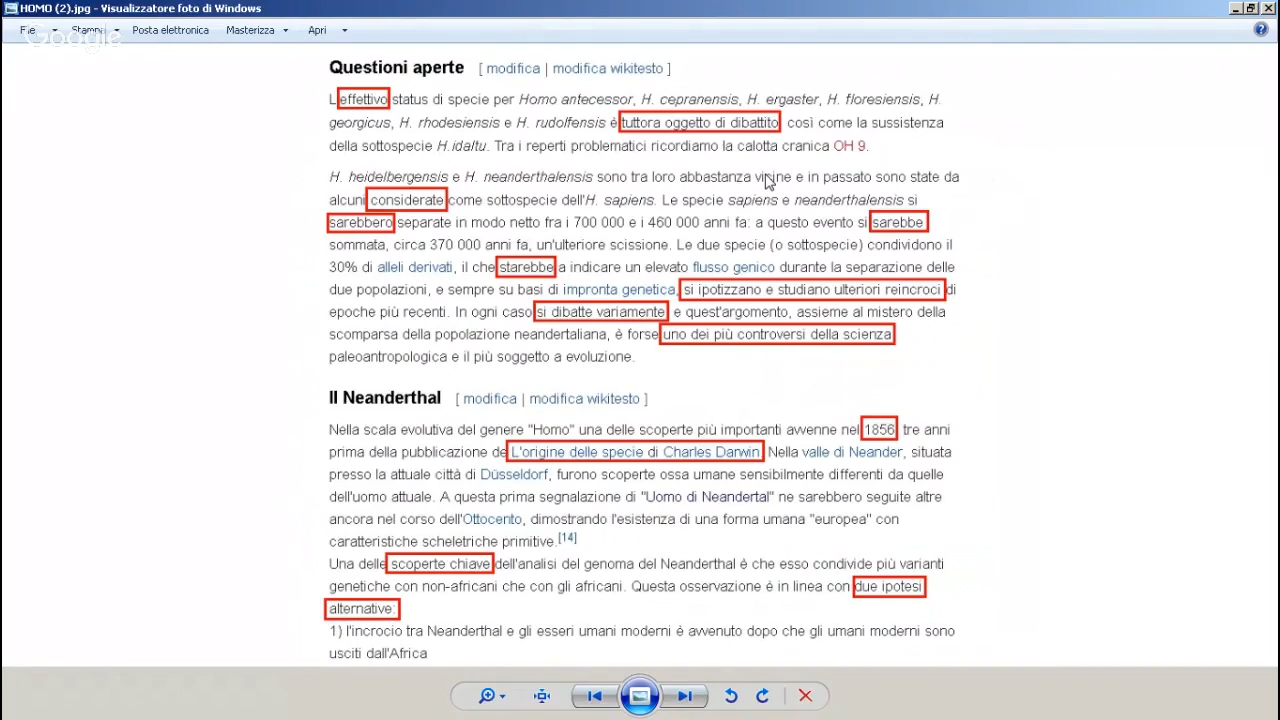 HOMO (2).jpg - Visualizzatore foto di Windows
File Stampa Posta elettronica Masterizza Apri
Google
Questioni aperte [ modifica | modifica wikitesto ]
L'effettivo status di specie per Homo antecessor, H. cepranensis, H. ergaster, H. floresiensis, H.
georgicus, H. rhodesiensis e H. rudolfensis è tuttora oggetto di dibattito così come la sussistenza
della sottospecie H.idaltu. Tra i reperti problematici ricordiamo la calotta cranica OH 9.
H. heidelbergensis e H. neanderthalensis sono tra loro abbastanza vicine e in passato sono state da
alcuni considerate come sottospecie dell'H. sapiens. Le specie sapiens e neanderthalensis si
sarebbero separate in modo netto fra i 700 000 e i 460 000 anni fa: a questo evento si sarebbe
sommata, circa 370 000 anni fa, un'ulteriore scissione. Le due specie (o sottospecie) condividono il
30% di alleli derivati, il che starebbe a indicare un elevato flusso genico durante la separazione delle
due popolazioni, e sempre su basi di impronta genetica, si ipotizzano e studiano ulteriori reincroci di
epoche più recenti. In ogni caso si dibatte variamente e quest'argomento, assieme al mistero della
scomparsa della popolazione neandertaliana, è forse uno dei più controversi della scienza
paleoantropologica e il più soggetto a evoluzione.
Il Neanderthal [ modifica | modifica wikitesto ]
Nella scala evolutiva del genere "Homo" una delle scoperte più importanti avvenne nel 1856 tre anni
prima della pubblicazione de L'origine delle specie di Charles Darwin. Nella valle di Neander, situata
presso la attuale città di Düsseldorf, furono scoperte ossa umane sensibilmente differenti da quelle
dell'uomo attuale. A questa prima segnalazione di "Uomo di Neandertal" ne sarebbero seguite altre
ancora nel corso dell'Ottocento, dimostrando l'esistenza di una forma umana "europea" con
caratteristiche scheletriche primitive.[14]
Una delle scoperte chiave dell'analisi del genoma del Neanderthal è che esso condivide più varianti
genetiche con non-africani che con gli africani. Questa osservazione è in linea con due ipotesi
alternative:
1) l'incrocio tra Neanderthal e gli esseri umani moderni è avvenuto dopo che gli umani moderni sono
usciti dall'Africa